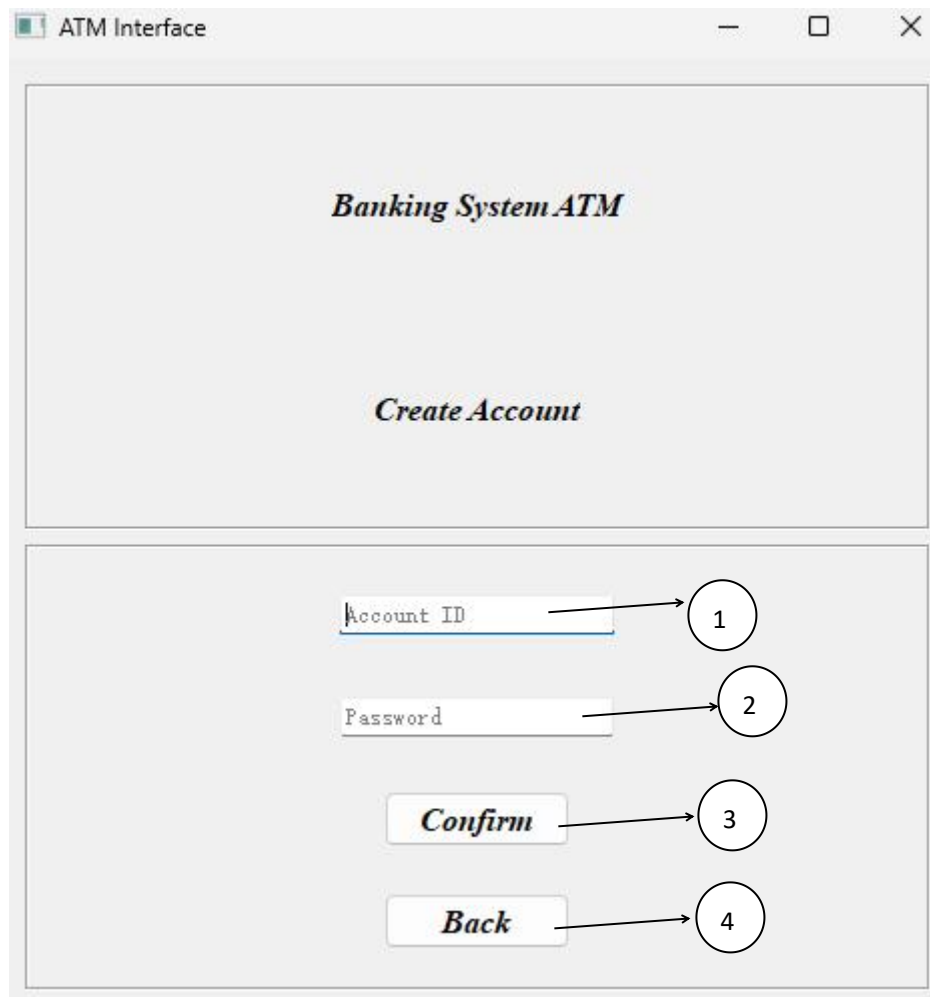 ATM Interface
Banking System ATM
Create Account
Account ID
1
Password
2
Confirm
3
Back
4